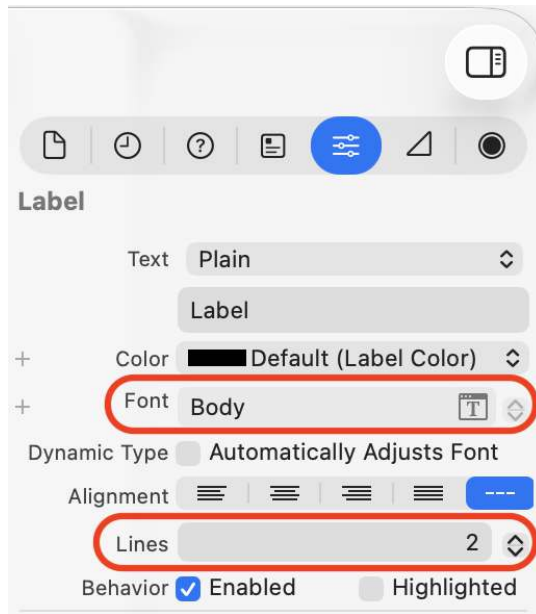 Label
Text Plain
Label
+ Color Default (Label Color)
+ Font Body T
Dynamic Type Automatically Adjusts Font
Alignment ---
Lines 2
Behavior Enabled Highlighted